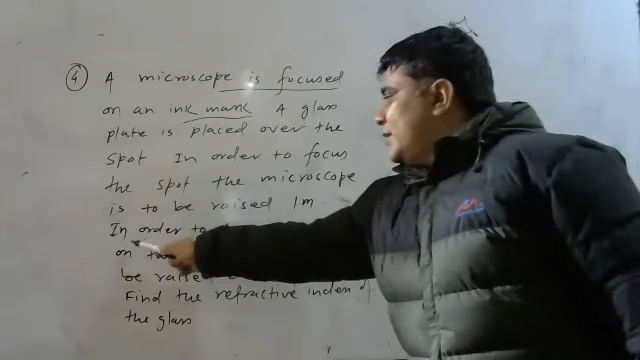 ④ A microscope is focused
on an ink mark A glass
plate is placed over the
spot In order to focus
the spot the microscope
is to be raised 1m.
In order to
on
be raised
Find the refractive index of
the glass